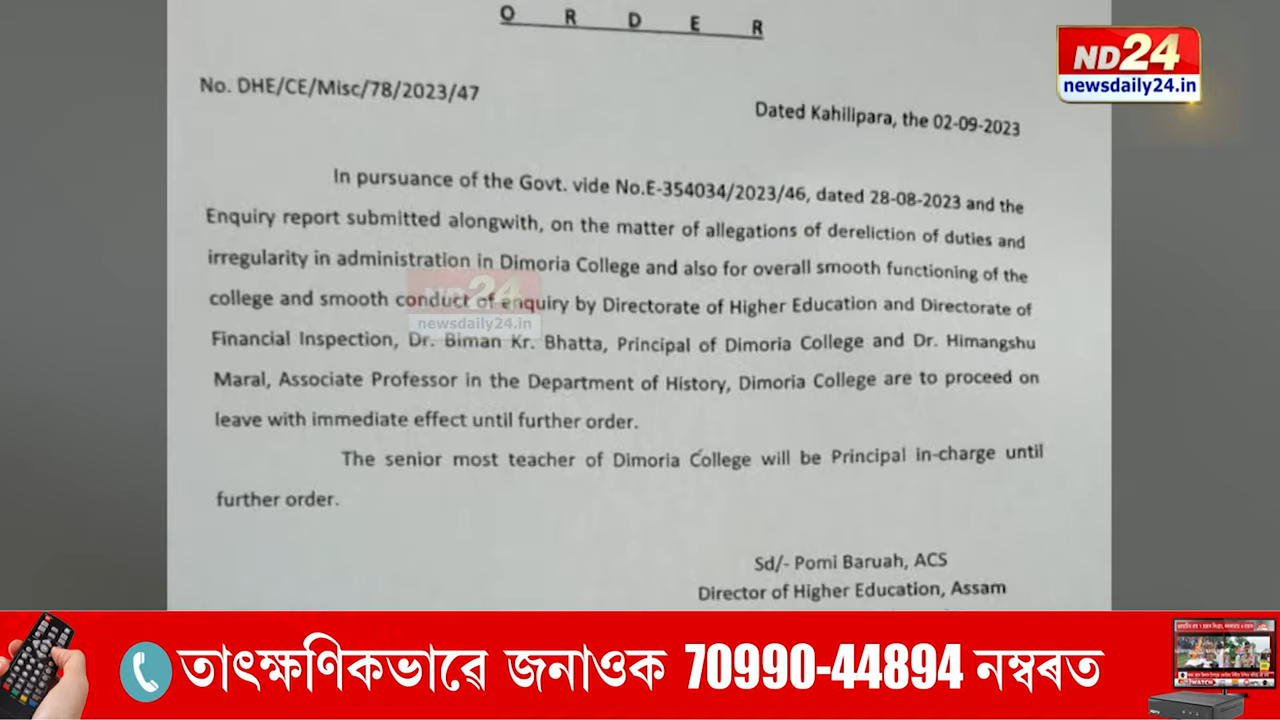 O R D E R
ND24
newsdaily24.in
No. DHE/CE/Misc/78/2023/47
Dated Kahilipara, the 02-09-2023
In pursuance of the Govt. vide No.E-354034/2023/46, dated 28-08-2023 and the
Enquiry report submitted alongwith, on the matter of allegations of dereliction of duties and
irregularity in administration in Dimoria College and also for overall smooth functioning of the
college and smooth conduct of enquiry by Directorate of Higher Education and Directorate of
Financial Inspection, Dr. Biman Kr. Bhatta, Principal of Dimoria College and Dr. Himangshu
Maral, Associate Professor in the Department of History, Dimoria College are to proceed on
leave with immediate effect until further order.
ND24
newsdaily24.in
The senior most teacher of Dimoria College will be Principal in-charge until
further order.
Sd/- Pomi Baruah, ACS
Director of Higher Education, Assam
তাৎক্ষণিকভাৱে জনাওক 70990-44894 নম্বৰত